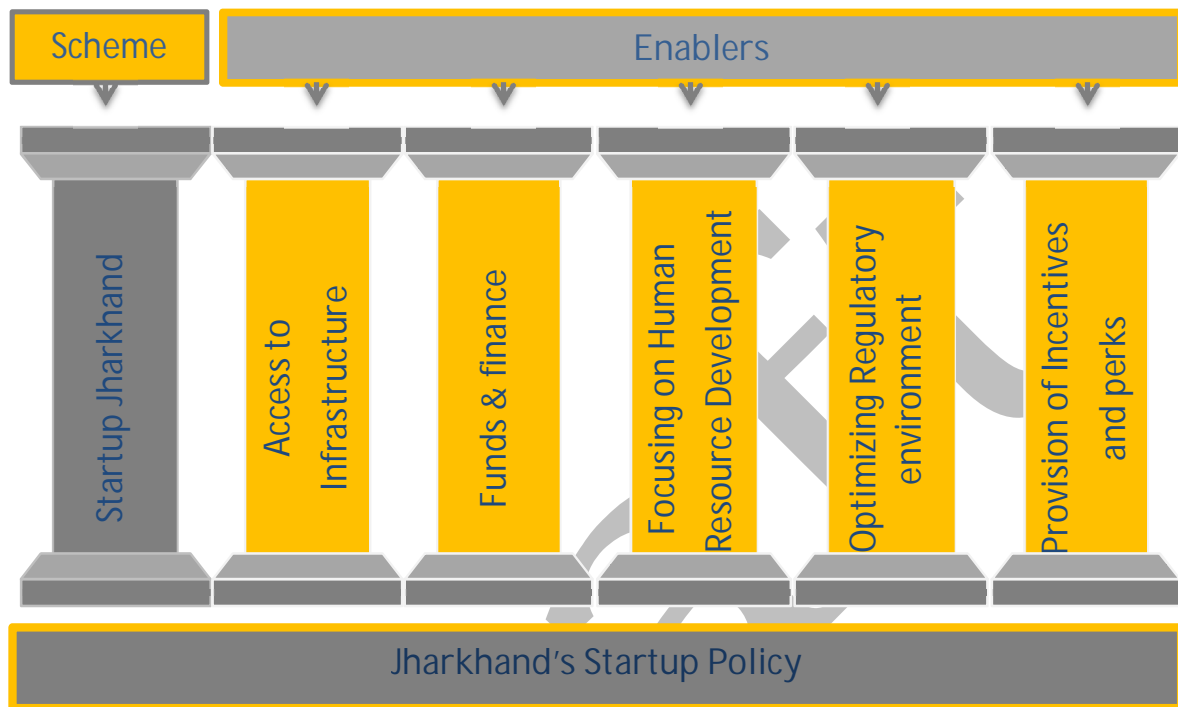 Scheme
Enablers
Startup Jharkhand
Access to
Infrastructure
Funds & finance
Focusing on Human
Resource Development
Optimizing Regulatory
environment
Provision of Incentives
and perks
Jharkhand's Startup Policy